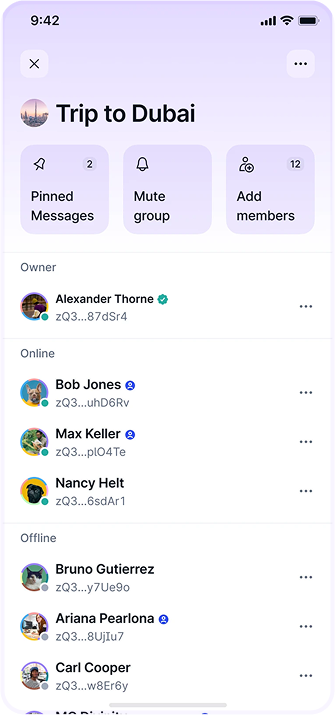 9:42
Trip to Dubai
2
12
Pinned
Messages
Mute
group
Add
members
Owner
Alexander Thorne
zQ3...87dSr4
Online
Bob Jones
zQ3...uhD6Rv
Max Keller
zQ3...plO4Te
Nancy Helt
zQ3...6sdAr1
Offline
Bruno Gutierrez
zQ3...y7Ue9o
Ariana Pearlona
zQ3...8UjIu7
Carl Cooper
zQ3...w8Er6y